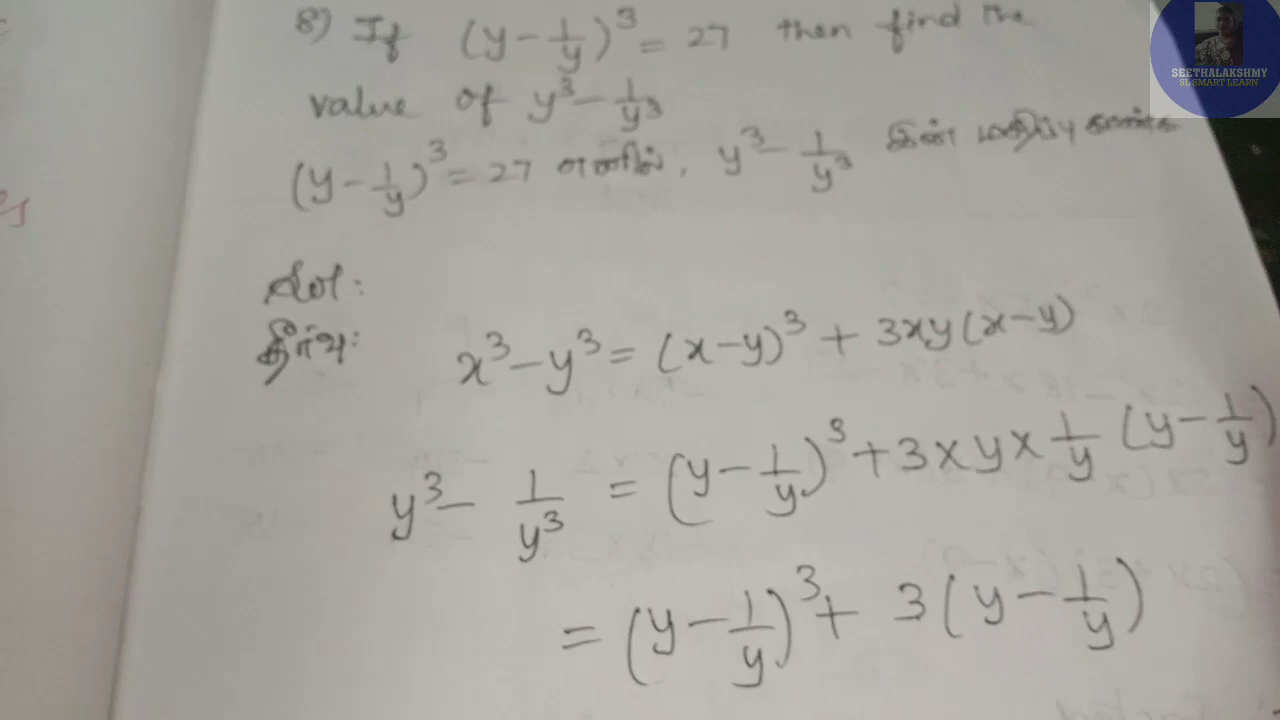 8) If (y - 1/y)³ = 27 then find the
value of y³ - 1/y³
(y - 1/y)³ = 27 எனில், y³ - 1/y³ இன் மதிப்பு காண்க
Sol:
தீர்வு:
x³ - y³ = (x - y)³ + 3xy(x - y)
y³ - 1/y³ = (y - 1/y)³ + 3 × y × 1/y (y - 1/y)
= (y - 1/y)³ + 3(y - 1/y)
SEETHALAKSHMY
SL SMART LEARN